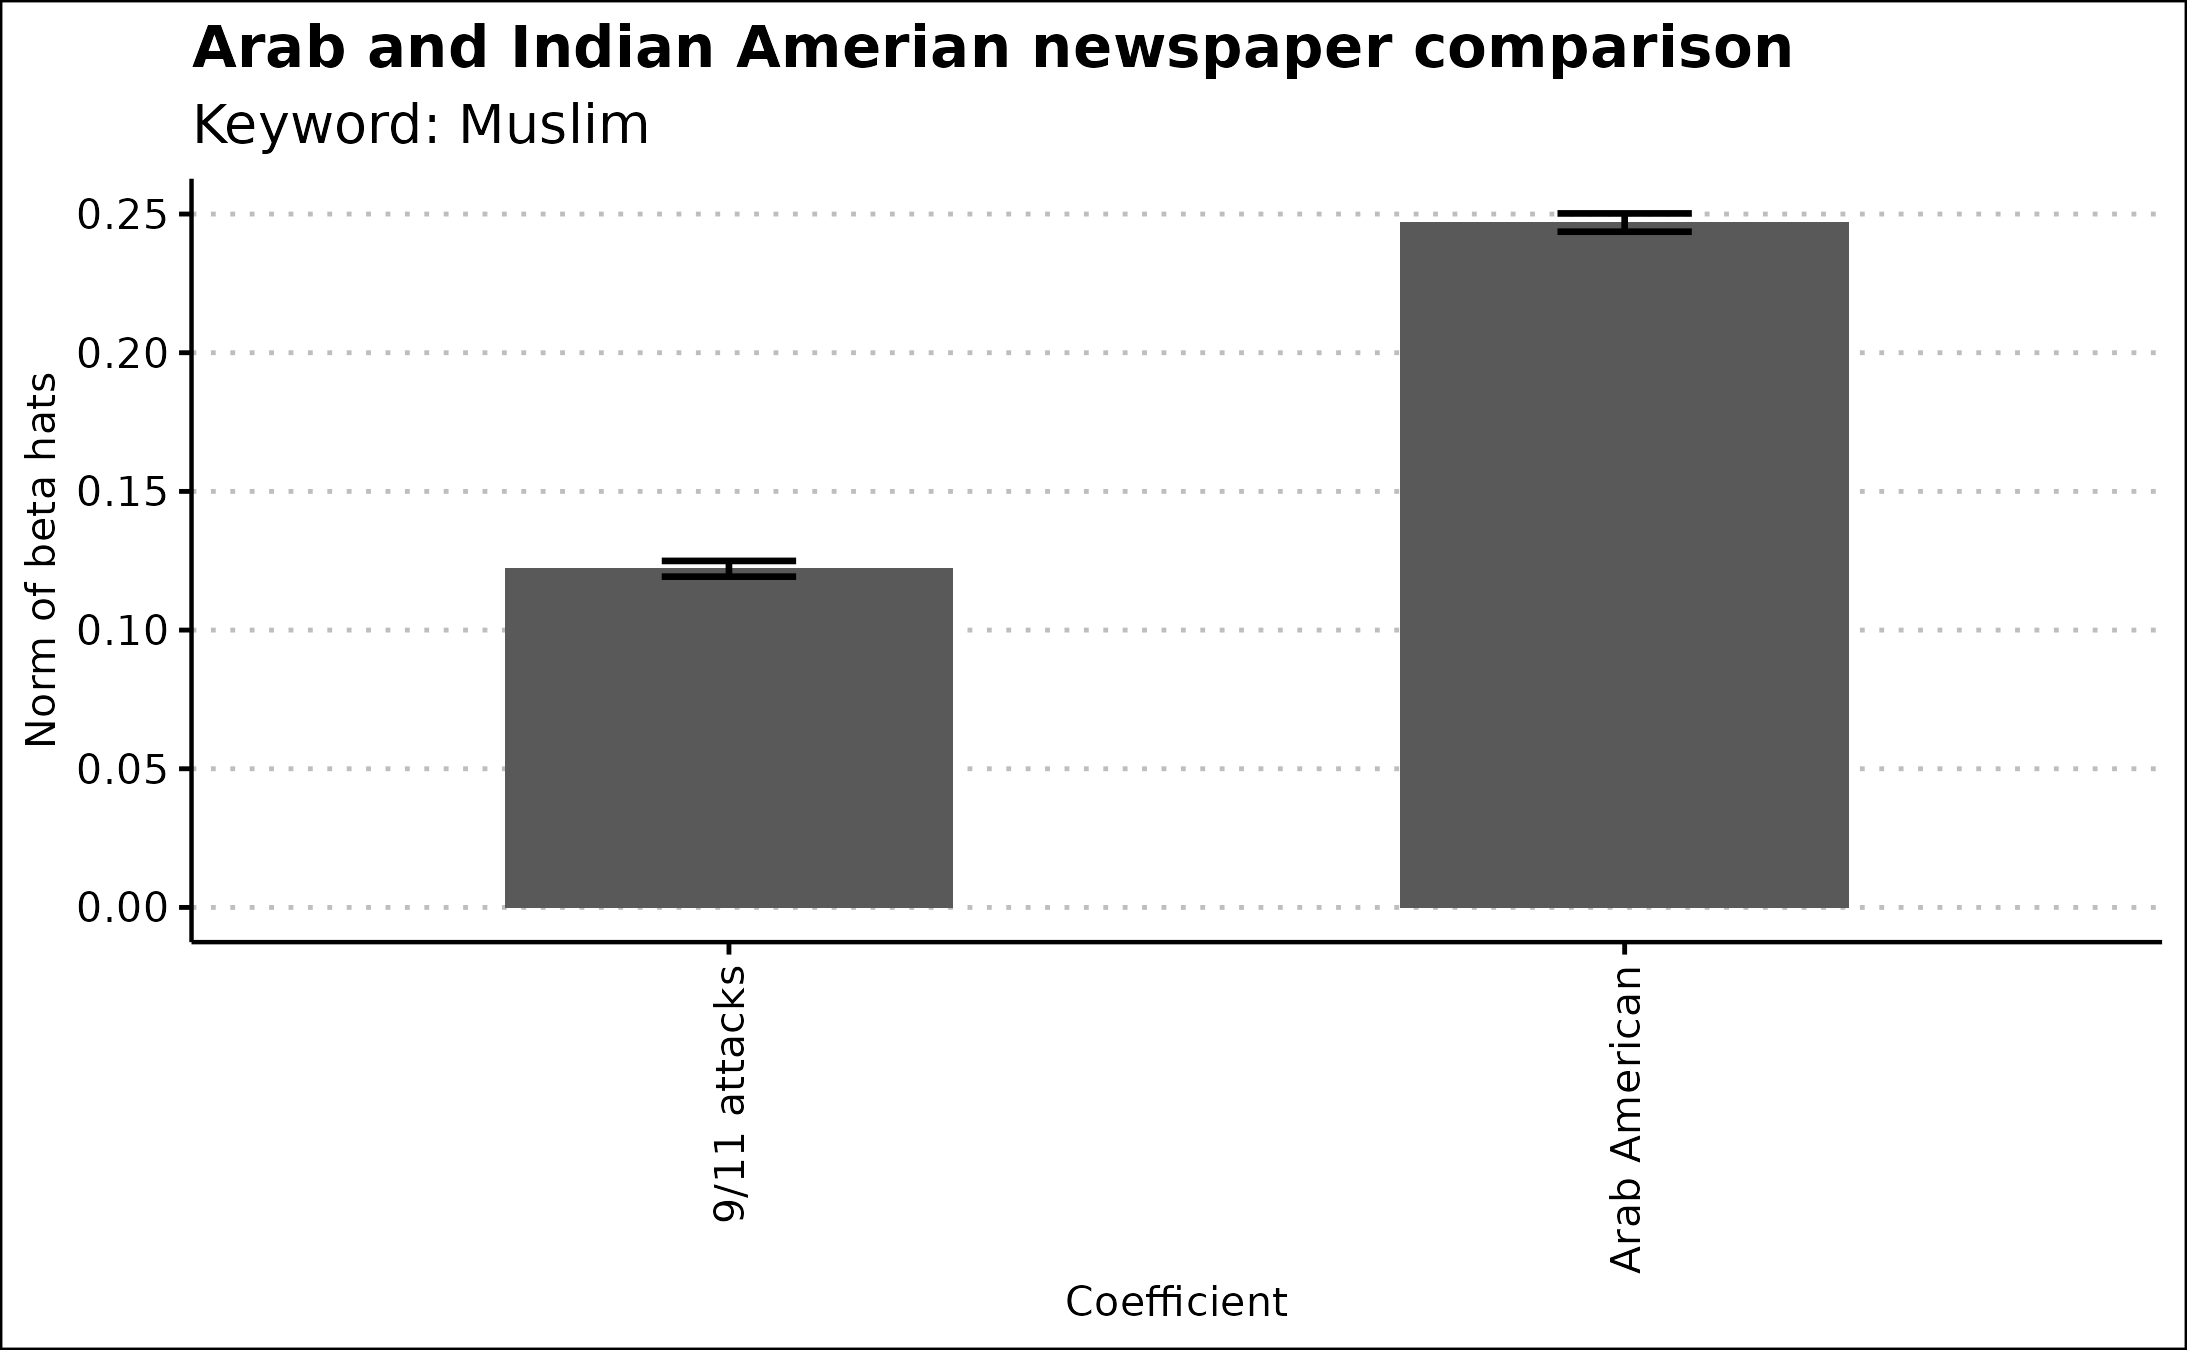 Arab and Indian Amerian newspaper comparison
Keyword: Muslim
Norm of beta hats
0.25
0.20
0.15
0.10
0.05
0.00
9/11 attacks
Arab American
Coefficient